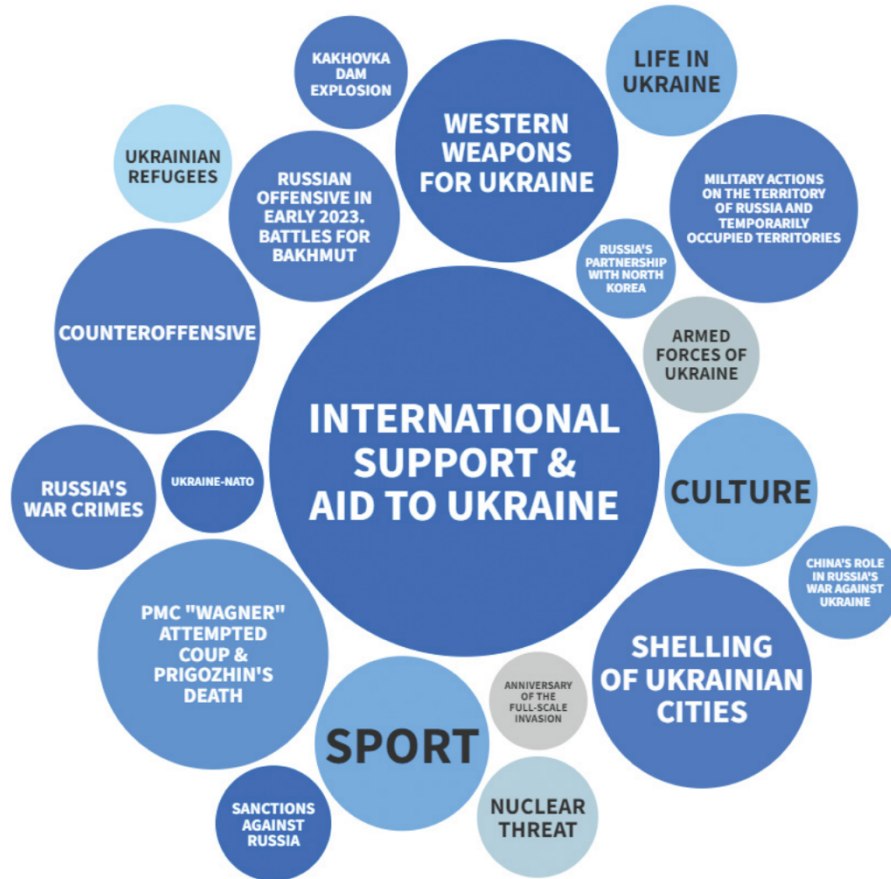 KAKHOVKA
DAM
EXPLOSION
LIFE IN
UKRAINE
WESTERN
WEAPONS
FOR UKRAINE
UKRAINIAN
REFUGEES
RUSSIAN
OFFENSIVE IN
EARLY 2023.
BATTLES FOR
BAKHMUT
MILITARY ACTIONS
ON THE TERRITORY
OF RUSSIA AND
TEMPORARILY
OCCUPIED TERRITORIES
RUSSIA'S
PARTNERSHIP
WITH NORTH
KOREA
COUNTEROFFENSIVE
ARMED
FORCES OF
UKRAINE
INTERNATIONAL
SUPPORT &
AID TO UKRAINE
RUSSIA'S
WAR CRIMES
UKRAINE-NATO
CULTURE
CHINA'S ROLE
IN RUSSIA'S
WAR AGAINST
UKRAINE
PMC "WAGNER"
ATTEMPTED
COUP &
PRIGOZHIN'S
DEATH
SHELLING
OF UKRAINIAN
CITIES
ANNIVERSARY
OF THE
FULL-SCALE
INVASION
SPORT
SANCTIONS
AGAINST
RUSSIA
NUCLEAR
THREAT